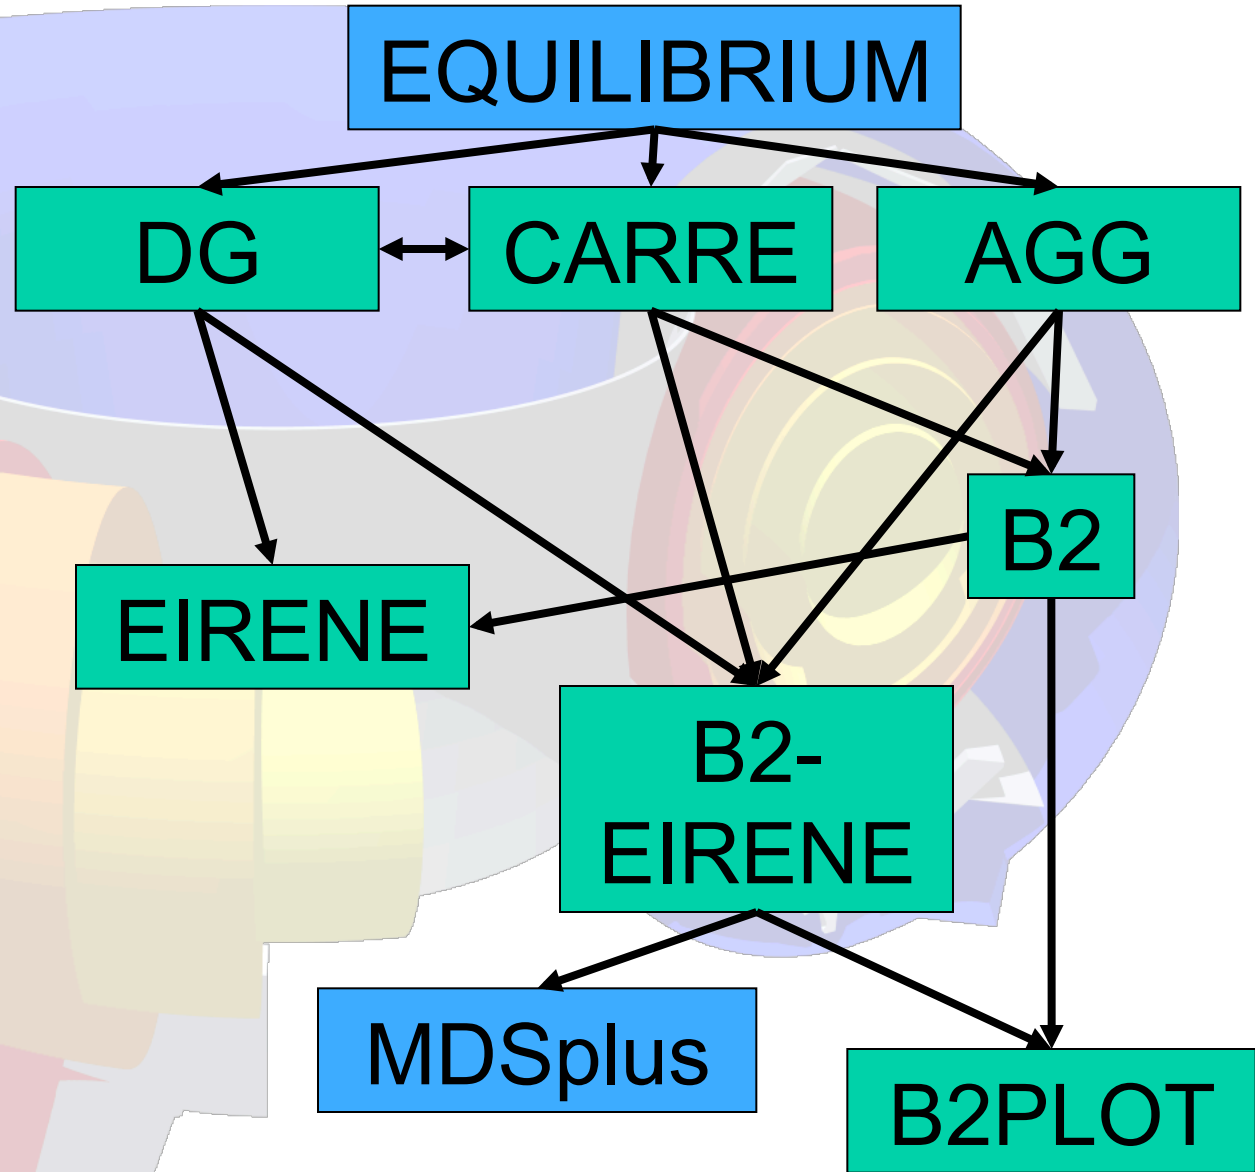 EQUILIBRIUM
DG
CARRE
AGG
B2
EIRENE
B2-
EIRENE
MDSplus
B2PLOT